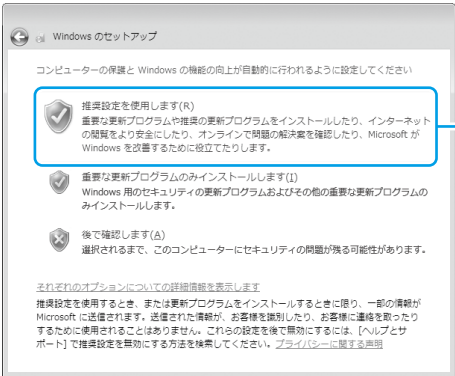 Windows のセットアップ
コンピューターの保護と Windows の機能の向上が自動的に行われるように設定してください
推奨設定を使用します(R)
重要な更新プログラムや推奨の更新プログラムをインストールしたり、インターネット
の閲覧をより安全にしたり、オンラインで問題の解決案を確認したり、Microsoft が
Windows を改善するために役立てたりします。
重要な更新プログラムのみインストールします(I)
Windows 用のセキュリティの更新プログラムおよびその他の重要な更新プログラムの
みインストールします。
後で確認します(A)
選択されるまで、このコンピューターにセキュリティの問題が残る可能性があります。
それぞれのオプションについての詳細情報を表示します
推奨設定を使用するとき、または更新プログラムをインストールするときに限り、一部の情報が
Microsoft に送信されます。送信された情報が、お客様を識別したり、お客様に連絡を取ったり
するために使用されることはありません。これらの設定を後で無効にするには、[ヘルプとサ
ポート] で推奨設定を無効にする方法を検索してください。プライバシーに関する声明